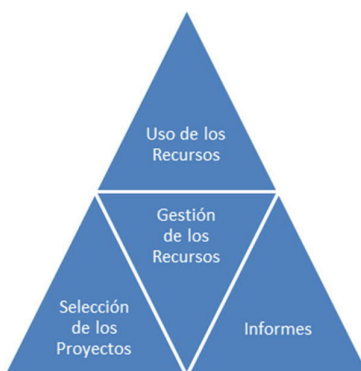 Uso de los
Recursos
Gestión
de los
Recursos
Selección
de los
Proyectos
Informes